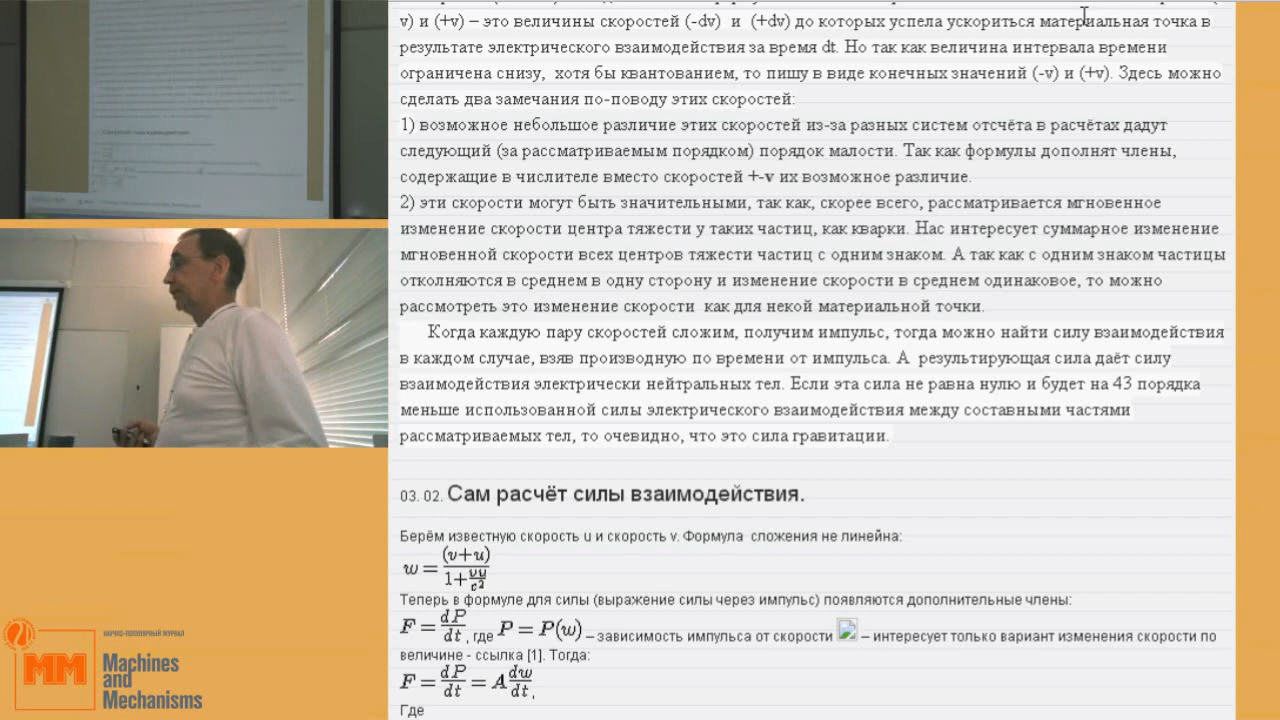 v) и (+v) – это величины скоростей (-dv) и (+dv) до которых успела ускориться материальная точка в
результате электрического взаимодействия за время dt. Но так как величина интервала времени
ограничена снизу, хотя бы квантованием, то пишу в виде конечных значений (-v) и (+v). Здесь можно
сделать два замечания по-поводу этих скоростей:
1) возможное небольшое различие этих скоростей из-за разных систем отсчёта в расчётах дадут
следующий (за рассматриваемым порядком) порядок малости. Так как формулы дополнят члены,
содержащие в числителе вместо скоростей +-v их возможное различие.
2) эти скорости могут быть значительными, так как, скорее всего, рассматривается мгновенное
изменение скорости центра тяжести у таких частиц, как кварки. Нас интересует суммарное изменение
мгновенной скорости всех центров тяжести частиц с одним знаком. А так как с одним знаком частицы
отколняются в среднем в одну сторону и изменение скорости в среднем одинаковое, то можно
рассмотреть это изменение скорости как для некой материальной точки.
Когда каждую пару скоростей сложим, получим импульс, тогда можно найти силу взаимодействия
в каждом случае, взяв производную по времени от импульса. А результирующая сила даёт силу
взаимодействия электрически нейтральных тел. Если эта сила не равна нулю и будет на 43 порядка
меньше использованной силы электрического взаимодействия между составными частями
рассматриваемых тел, то очевидно, что это сила гравитации.
03. 02. Сам расчёт силы взаимодействия.
Берём известную скорость u и скорость v. Формула сложения не линейна:
w = (v+u) / (1 + vu/c²)
Теперь в формуле для силы (выражение силы через импульс) появляются дополнительные члены:
F = dP/dt, где P = P(w) – зависимость импульса от скорости – интересует только вариант изменения скорости по
величине - ссылка [1]. Тогда:
F = dP/dt = A dw/dt,
Где
НАУЧНО-ПОПУЛЯРНЫЙ ЖУРНАЛ
ММ
Machines
and
Mechanisms